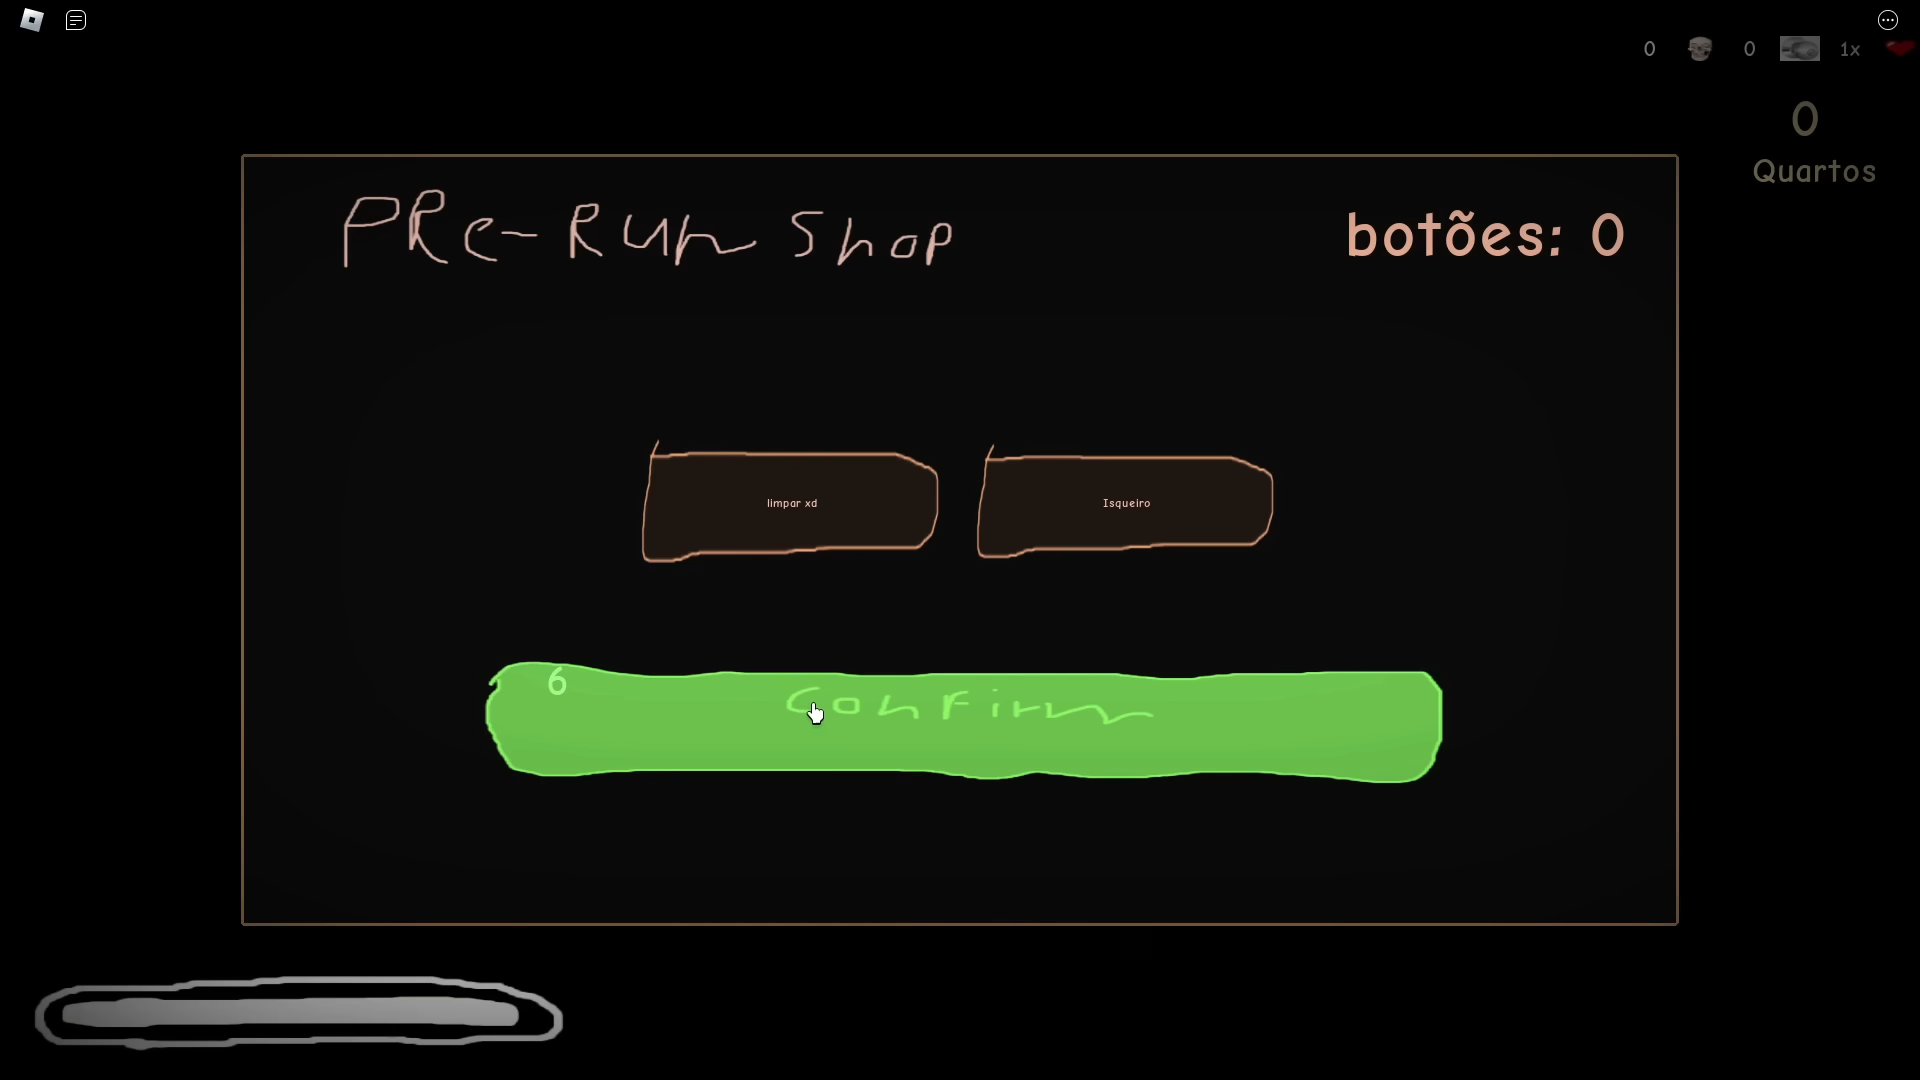 0 0 1x
0
Quartos
PRe-Run Shop
botões: 0
limpar xd
Isqueiro
6
Confirm